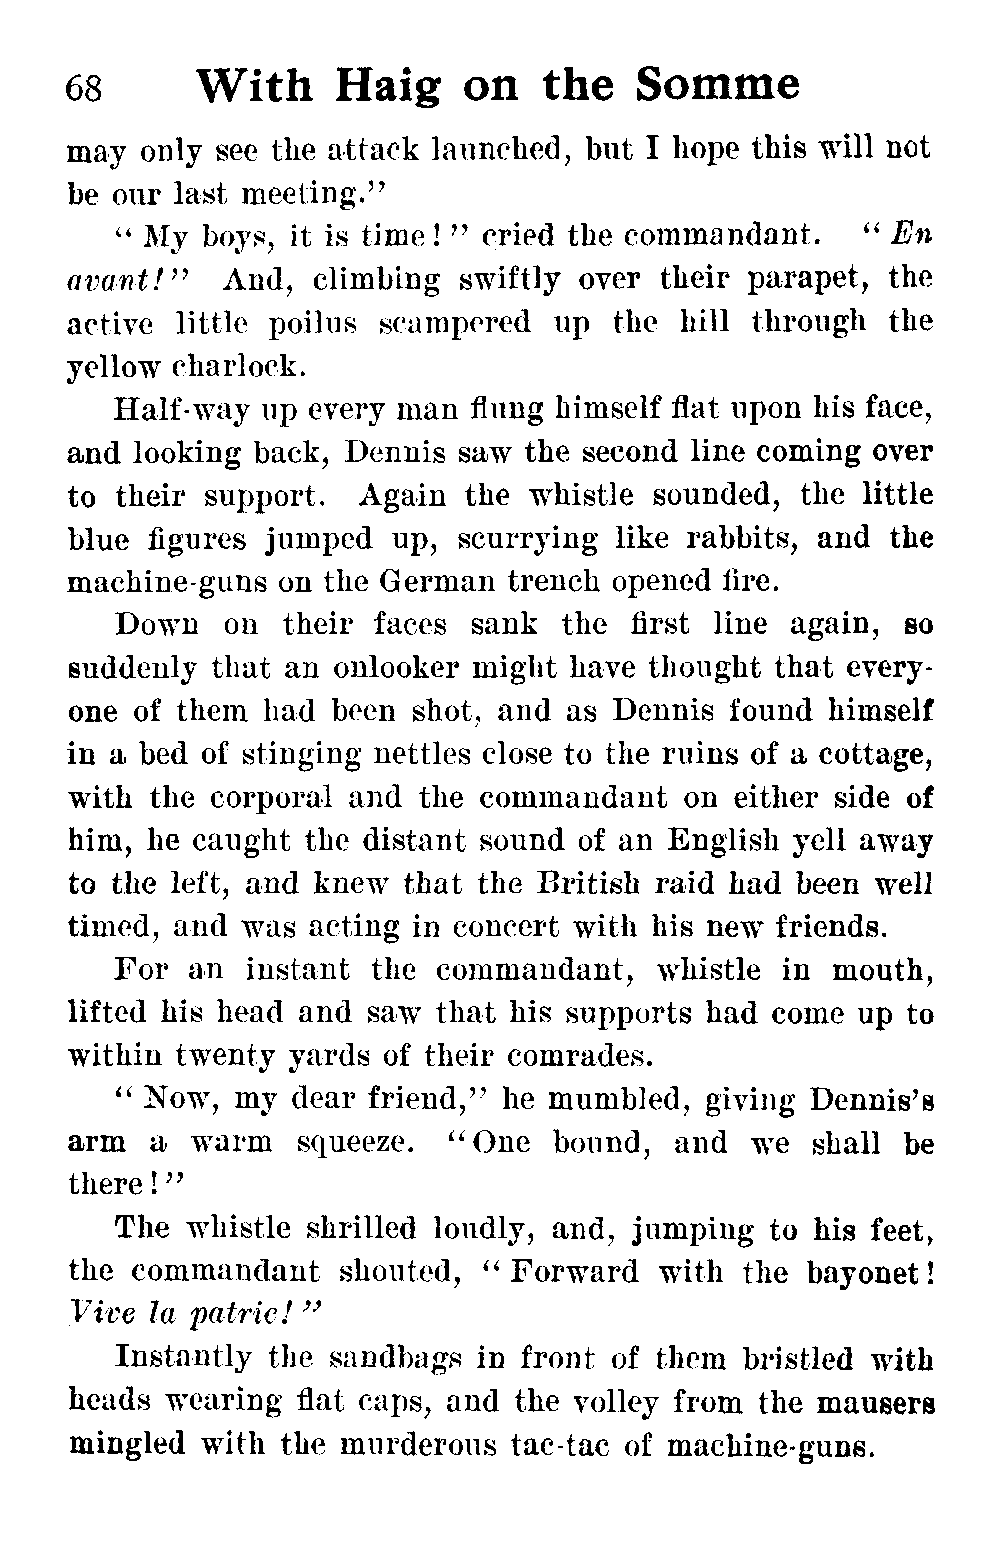 68 With Haig on the Somme
may only see the attack launched, but I hope this will not
be our last meeting."
" My boys, it is time! " cried the commandant. " En
avant!" And, climbing swiftly over their parapet, the
active little poilus scampered up the hill through the
yellow charlock.
Half-way up every man flung himself flat upon his face,
and looking back, Dennis saw the second line coming over
to their support. Again the whistle sounded, the little
blue figures jumped up, scurrying like rabbits, and the
machine-guns on the German trench opened fire.
Down on their faces sank the first line again, so
suddenly that an onlooker might have thought that every-
one of them had been shot, and as Dennis found himself
in a bed of stinging nettles close to the ruins of a cottage,
with the corporal and the commandant on either side of
him, he caught the distant sound of an English yell away
to the left, and knew that the British raid had been well
timed, and was acting in concert with his new friends.
For an instant the commandant, whistle in mouth,
lifted his head and saw that his supports had come up to
within twenty yards of their comrades.
" Now, my dear friend," he mumbled, giving Dennis's
arm a warm squeeze. "One bound, and we shall be
there!"
The whistle shrilled loudly, and, jumping to his feet,
the commandant shouted, " Forward with the bayonet!
Vive la patrie! "
Instantly the sandbags in front of them bristled with
heads wearing flat caps, and the volley from the mausers
mingled with the murderous tac-tac of machine-guns.